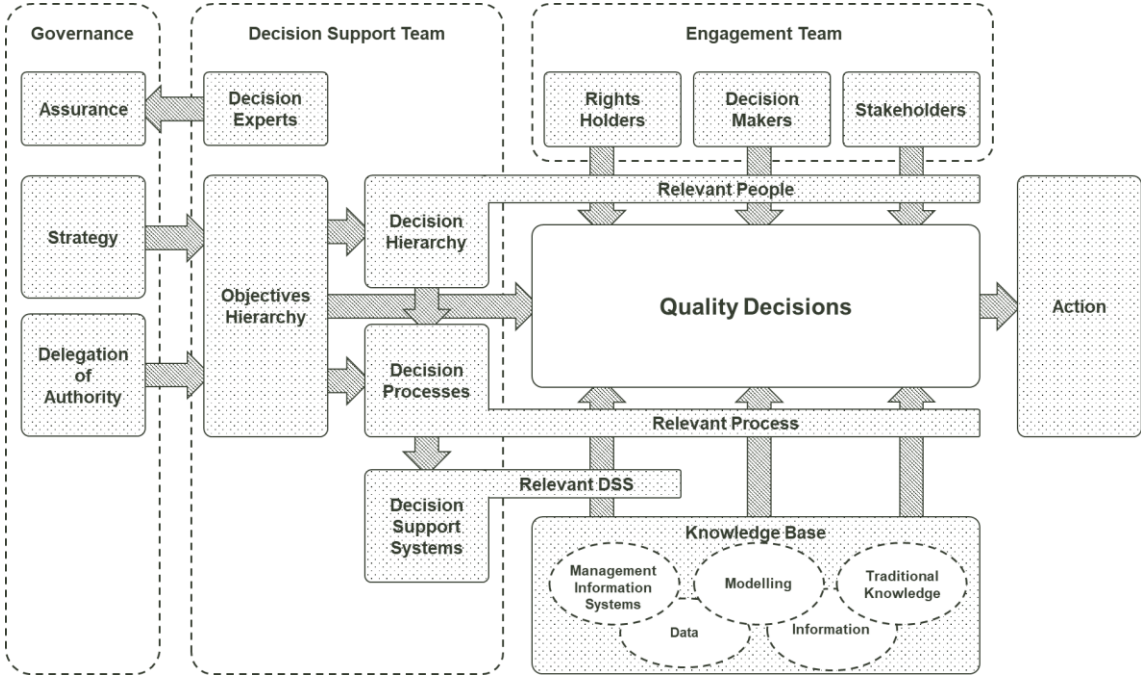 Governance
Decision Support Team
Engagement Team
Assurance
Decision
Experts
Rights
Holders
Decision
Makers
Stakeholders
Relevant People
Strategy
Decision
Hierarchy
Objectives
Hierarchy
Quality Decisions
Action
Delegation
of
Authority
Decision
Processes
Relevant Process
Relevant DSS
Decision
Support
Systems
Knowledge Base
Management
Information
Systems
Modelling
Traditional
Knowledge
Data
Information